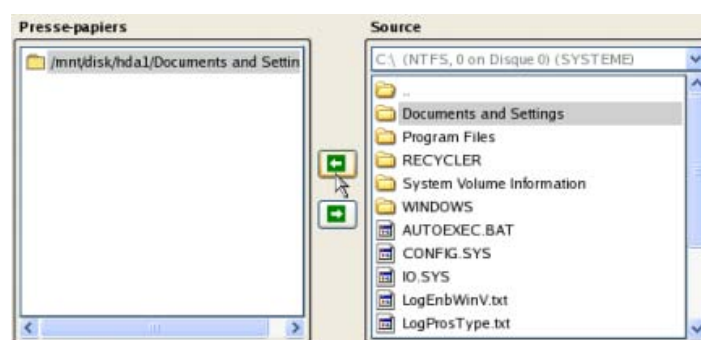 Presse-papiers
/mnt/disk/hda1/Documents and Settin
Source
C:\ (NTFS, 0 on Disque 0) (SYSTEME)
..
Documents and Settings
Program Files
RECYCLER
System Volume Information
WINDOWS
AUTOEXEC.BAT
CONFIG.SYS
IO.SYS
LogEnbWinV.txt
LogProsType.txt